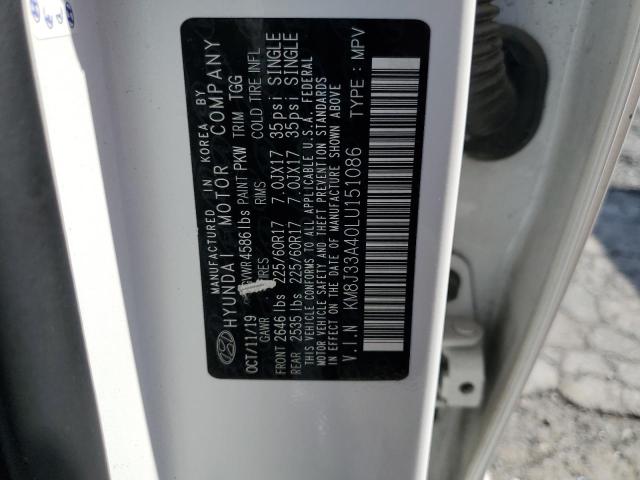 MANUFACTURED IN KOREA BY
HYUNDAI MOTOR COMPANY
OCT/11/19 GVWR 4586 lbs PAINT PKW TRIM TGG
GAWR TIRES RIMS COLD TIRE INFL
FRONT 2646 lbs 225/60R17 7.0JX17 35psi SINGLE
REAR 2535 lbs 225/60R17 7.0JX17 35psi SINGLE
THIS VEHICLE CONFORMS TO ALL APPLICABLE U.S.A. FEDERAL
MOTOR VEHICLE SAFETY AND THEFT PREVENTION STANDARDS
IN EFFECT ON THE DATE OF MANUFACTURE SHOWN ABOVE
V.I.N KM8J33A40LU151086 TYPE : MPV